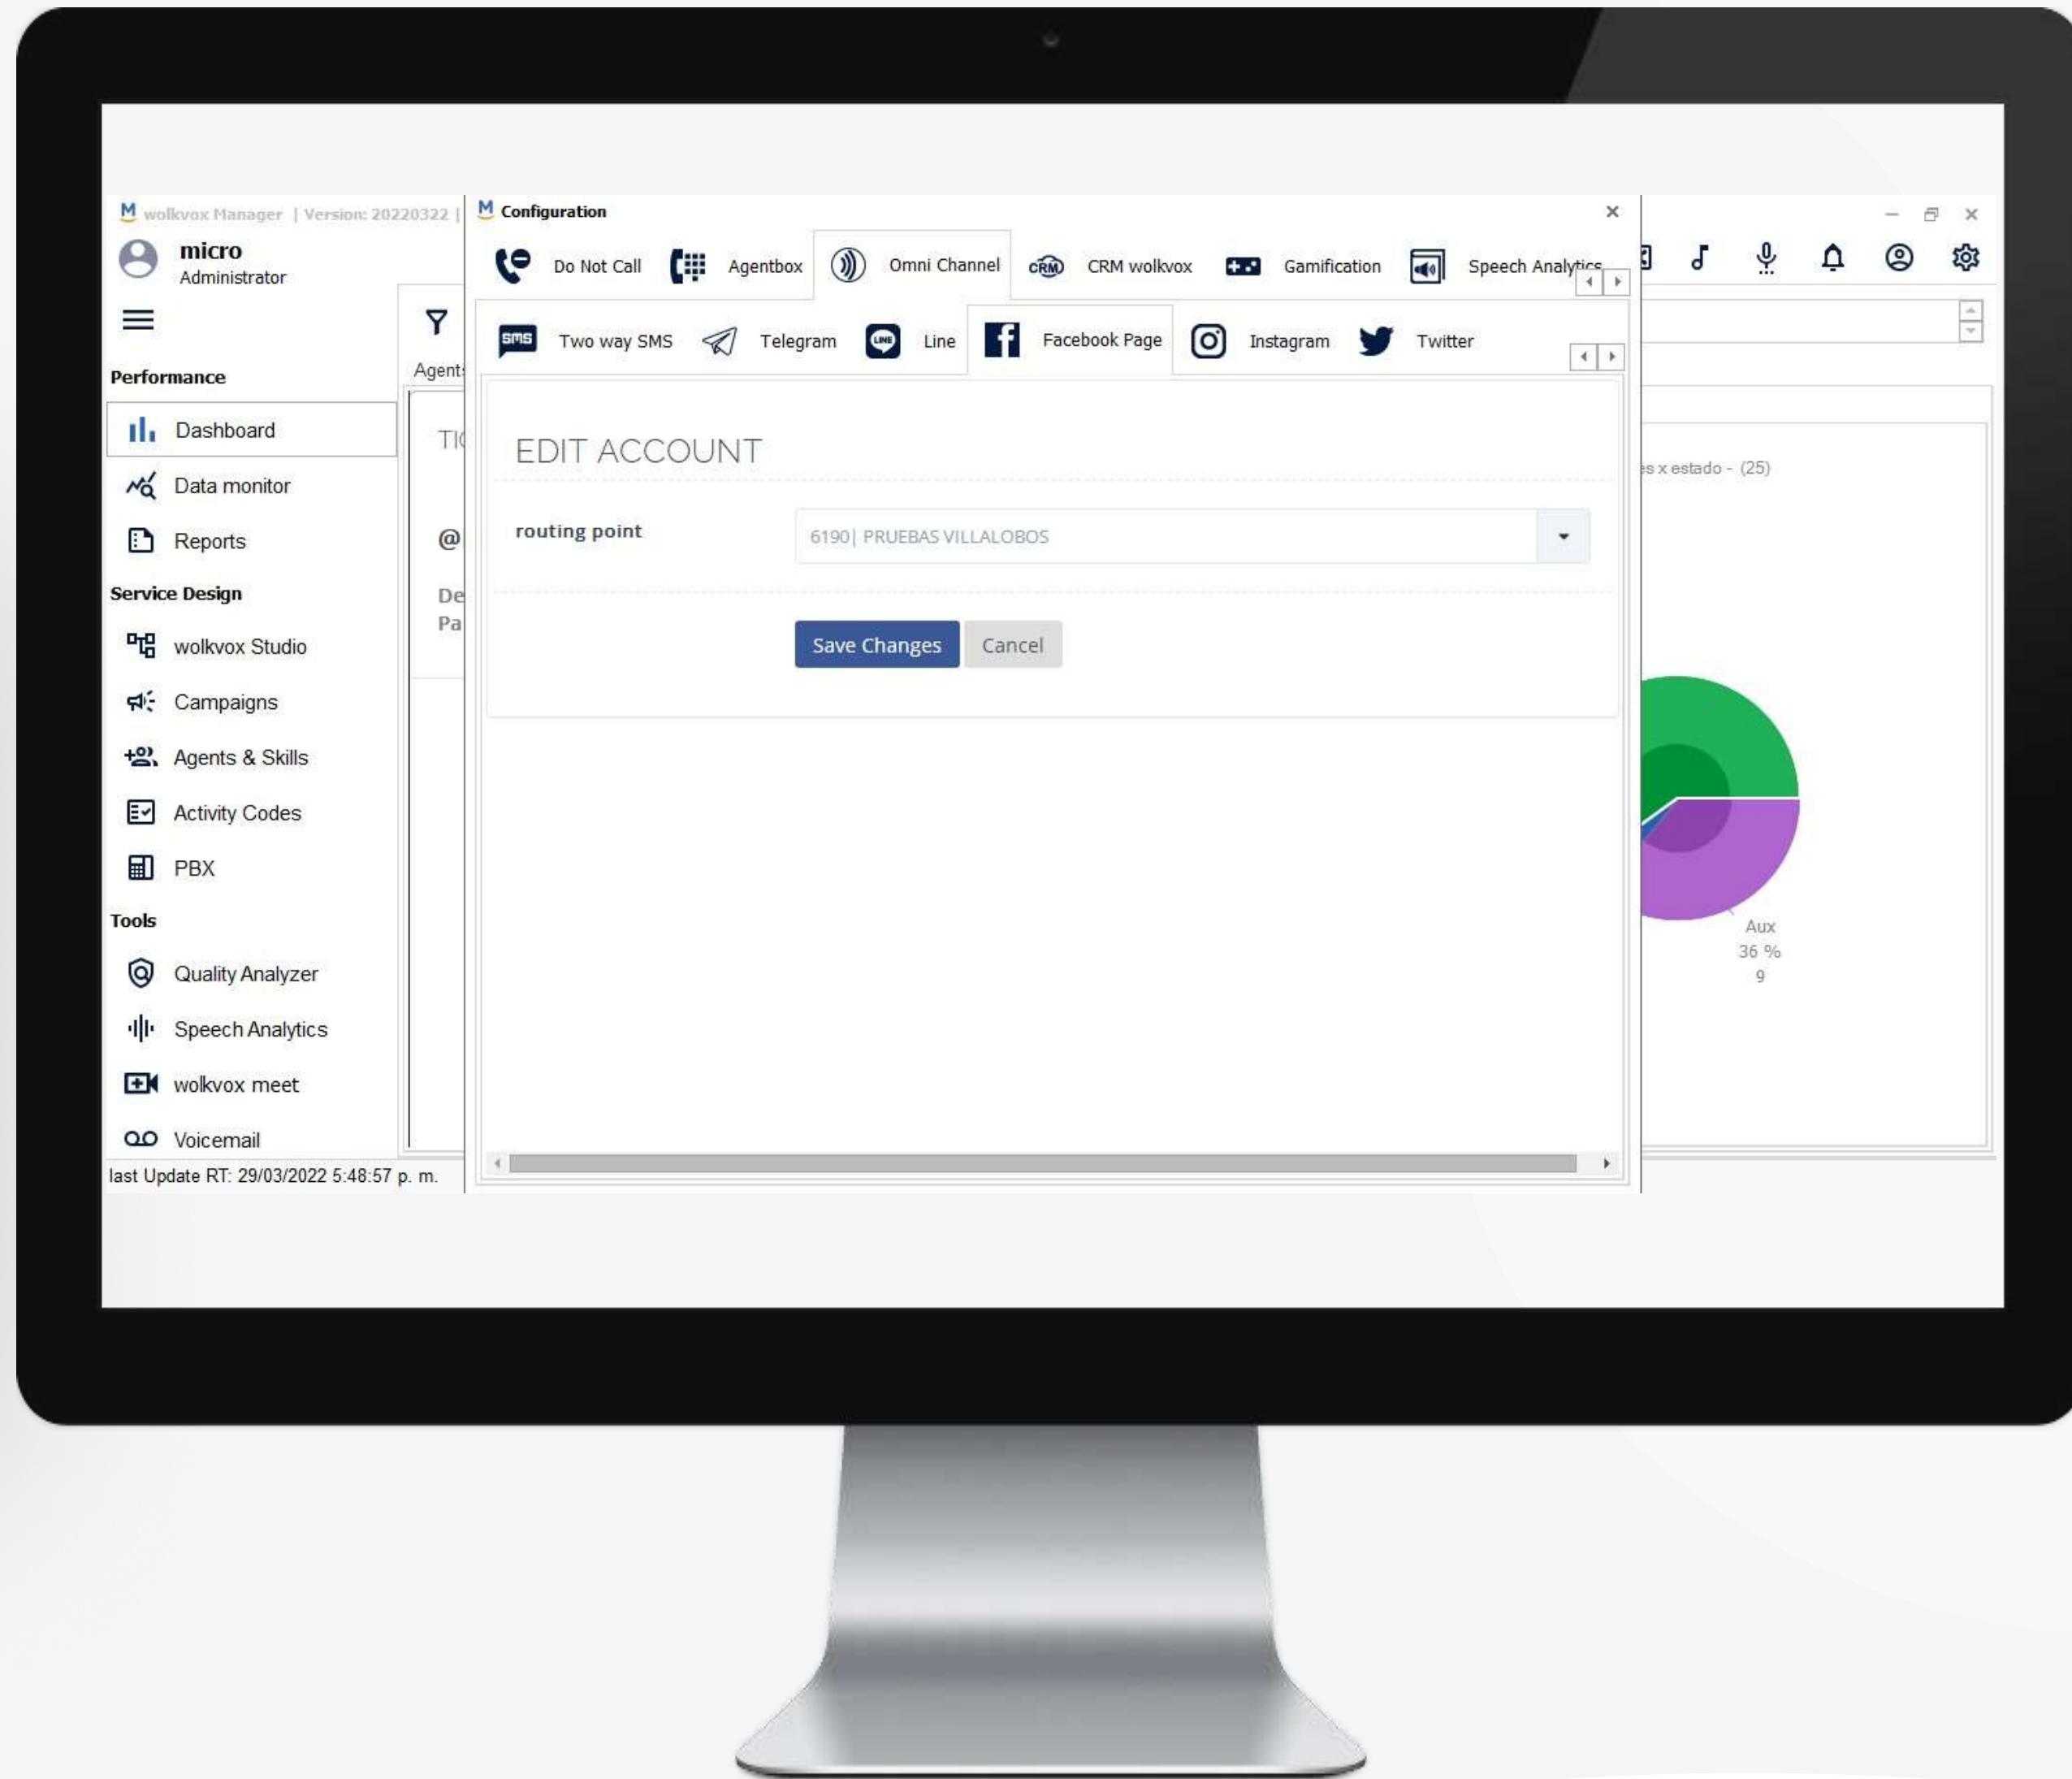 wolkvox Manager | Version: 20220322 |
micro
Administrator
Performance
Dashboard
Data monitor
Reports
Service Design
wolkvox Studio
Campaigns
Agents & Skills
Activity Codes
PBX
Tools
Quality Analyzer
Speech Analytics
wolkvox meet
Voicemail
last Update RT: 29/03/2022 5:48:57 p. m.
Configuration
Do Not Call
Agentbox
Omni Channel
CRM
CRM wolkvox
Gamification
Speech Analytics
SMS
Two way SMS
Telegram
LINE
Line
Facebook Page
Instagram
Twitter
EDIT ACCOUNT
routing point
6190| PRUEBAS VILLALOBOS
Save Changes
Cancel
x estado - (25)
Aux
36 %
9